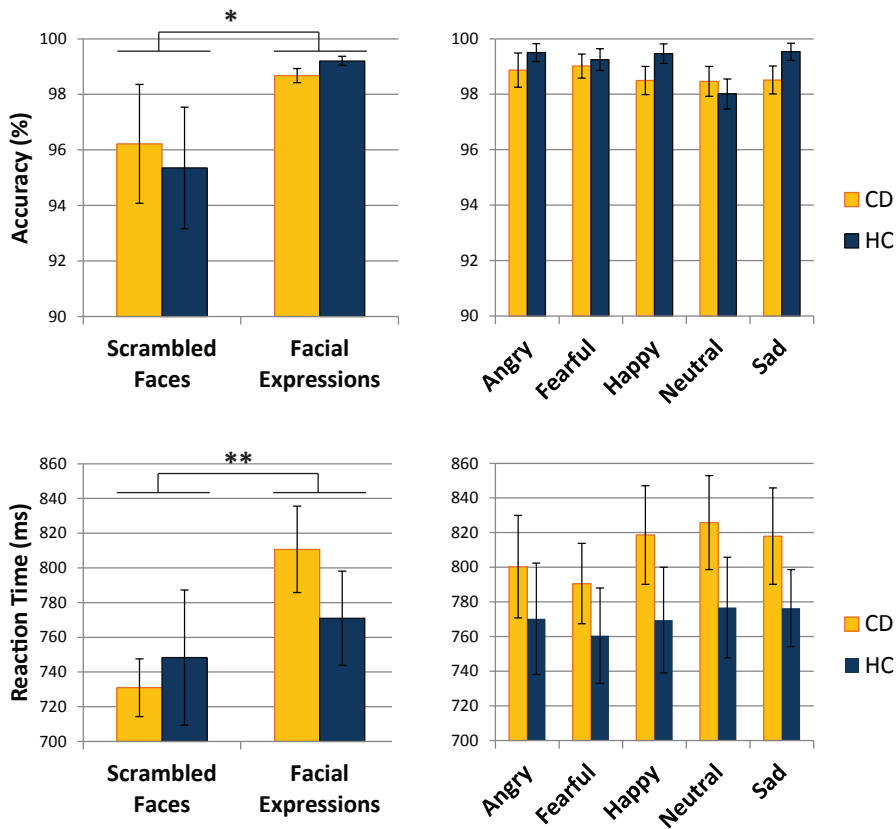 *
Accuracy (%)
100
98
96
94
92
90
Scrambled
Faces
Facial
Expressions
100
98
96
94
92
90
Angry
Fearful
Happy
Neutral
Sad
CD
HC
**
Reaction Time (ms)
860
840
820
800
780
760
740
720
700
Scrambled
Faces
Facial
Expressions
860
840
820
800
780
760
740
720
700
Angry
Fearful
Happy
Neutral
Sad
CD
HC